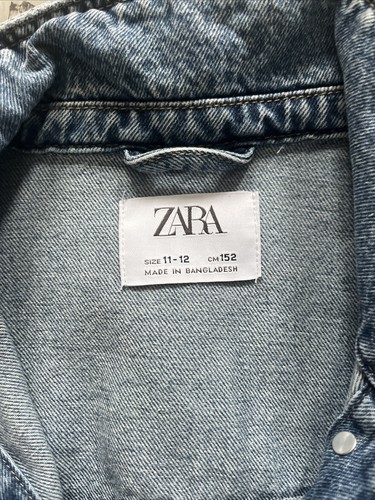 ZARA
SIZE 11-12 CM 152
MADE IN BANGLADESH